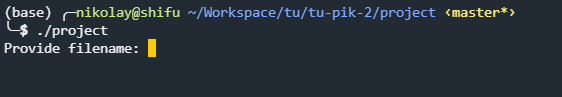 (base) ╭─nikolay@shifu ~/Workspace/tu/tu-pik-2/project ‹master*›
╰─$ ./project
Provide filename: